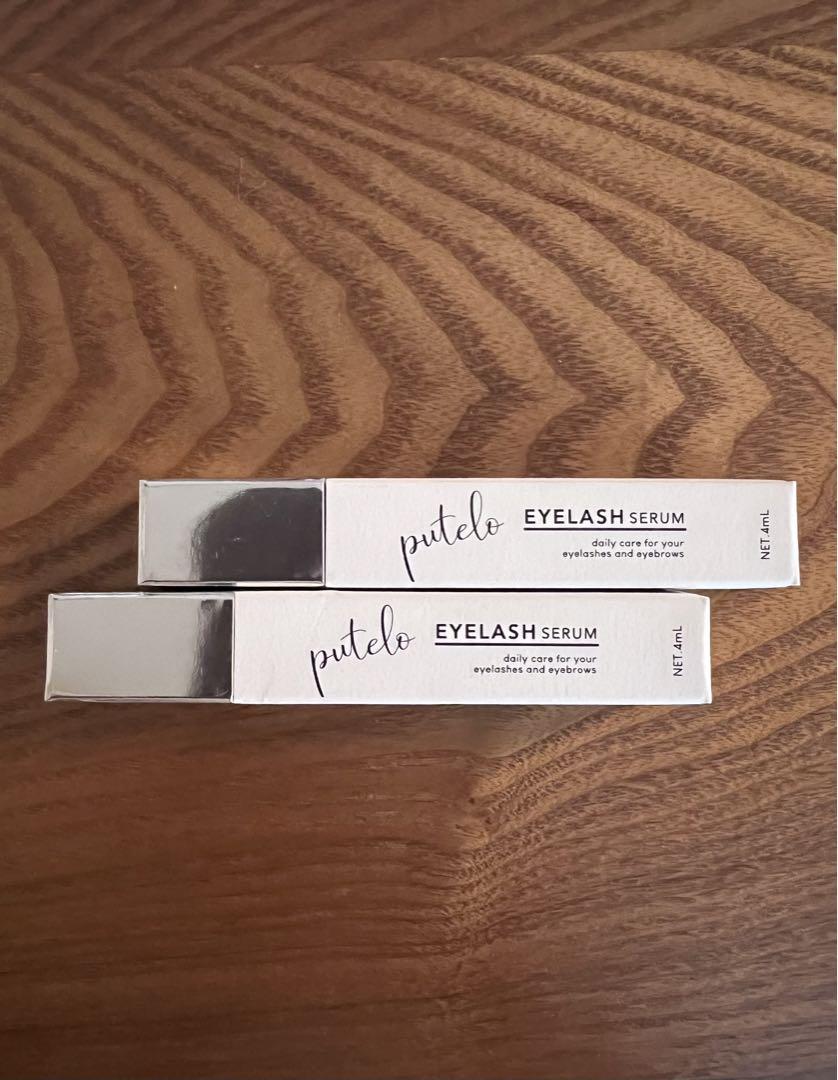 putelo
EYELASH SERUM
daily care for your
eyelashes and eyebrows
NET.4mL
putelo
EYELASH SERUM
daily care for your
eyelashes and eyebrows
NET.4mL